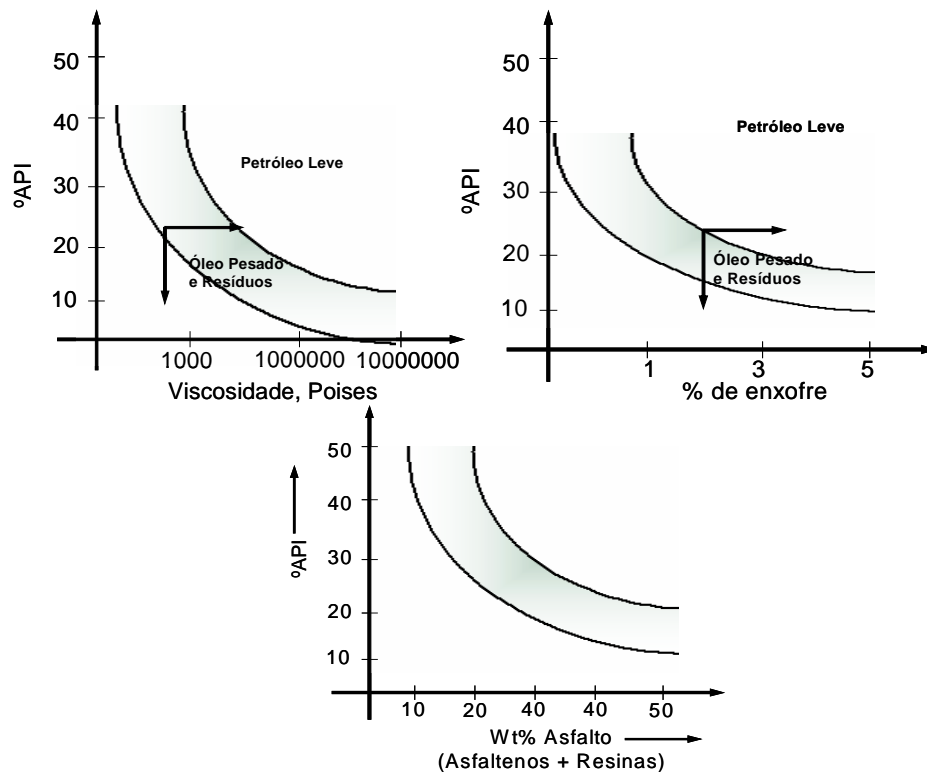 50
40
30
20
10
ºAPI
Petróleo Leve
Óleo Pesado
e Resíduos
1000
1000000
10000000
Viscosidade, Poises
50
40
30
20
10
ºAPI
Petróleo Leve
Óleo Pesado
e Resíduos
1
3
5
% de enxofre
50
40
30
20
10
ºAPI
10
20
40
40
50
Wt% Asfalto
(Asfaltenos + Resinas)